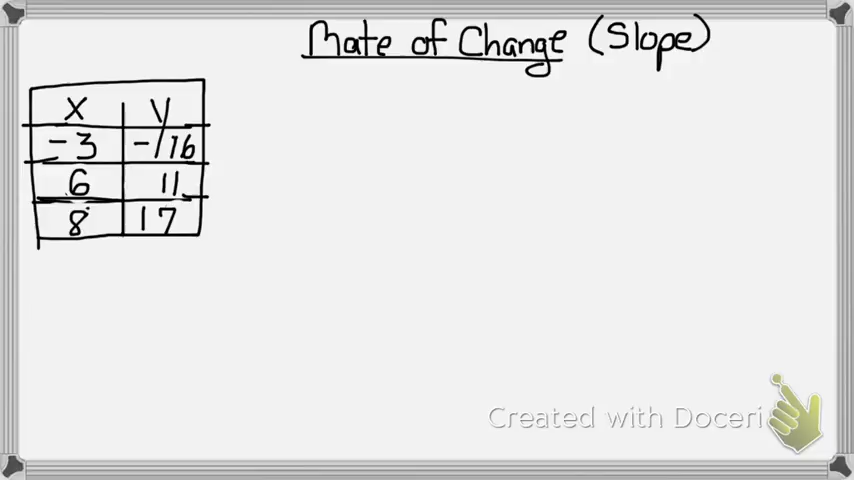 Rate of Change (Slope)
X Y
-3 -16
6 11
8 17
Created with Doceri